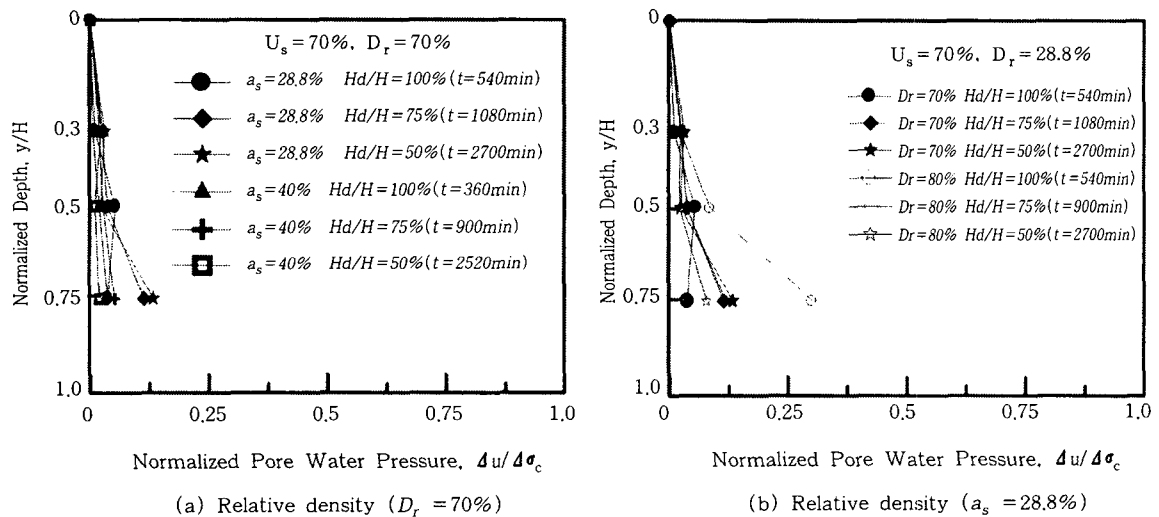 U_s=70%, D_r=70%
a_s=28.8% Hd/H=100%(t=540min)
a_s=28.8% Hd/H=75%(t=1080min)
a_s=28.8% Hd/H=50%(t=2700min)
a_s=40% Hd/H=100%(t=360min)
a_s=40% Hd/H=75%(t=900min)
a_s=40% Hd/H=50%(t=2520min)
Normalized Depth, y/H
0
0.3
0.5
0.75
1.0
0 0.25 0.5 0.75 1.0
Normalized Pore Water Pressure, Δu/Δσ_c
(a) Relative density (D_r =70%)
U_s=70%, D_r=28.8%
Dr=70% Hd/H=100%(t=540min)
Dr=70% Hd/H=75%(t=1080min)
Dr=70% Hd/H=50%(t=2700min)
Dr=80% Hd/H=100%(t=540min)
Dr=80% Hd/H=75%(t=900min)
Dr=80% Hd/H=50%(t=2700min)
Normalized Depth, y/H
0
0.3
0.5
0.75
1.0
0 0.25 0.5 0.75 1.0
Normalized Pore Water Pressure, Δu/Δσ_c
(b) Relative density (a_s =28.8%)